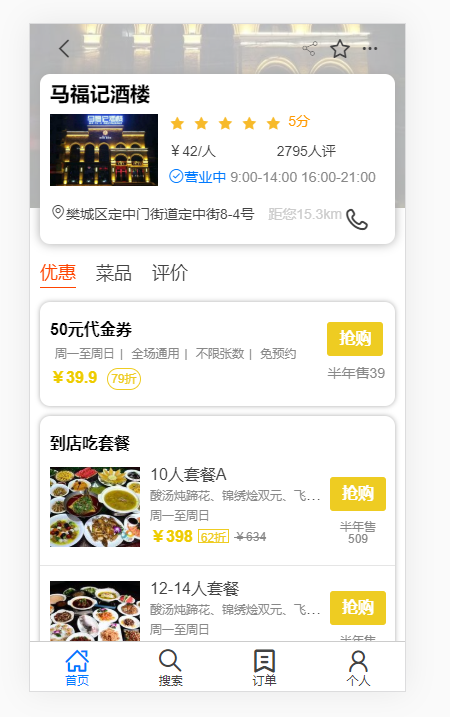 马福记酒楼
5分
￥42/人 2795人评
营业中 9:00-14:00 16:00-21:00
樊城区定中门街道定中街8-4号 距您15.3km
优惠 菜品 评价
50元代金券
抢购
周一至周日 | 全场通用 | 不限张数 | 免预约
￥39.9 79折
半年售39
到店吃套餐
10人套餐A
抢购
酸汤炖蹄花、锦绣烩双元、飞…
周一至周日
半年售
509
￥398 62折 ￥634
12-14人套餐
抢购
酸汤炖蹄花、锦绣烩双元、飞…
周一至周日
半年售
首页 搜索 订单 个人